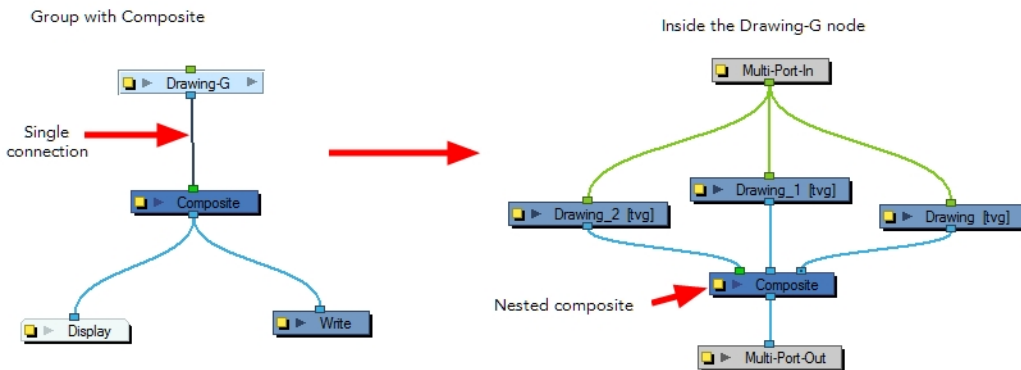 Group with Composite
Drawing-G
Single
connection
Composite
Display
Write
Inside the Drawing-G node
Multi-Port-In
Drawing_2 [tvg]
Drawing_1 [tvg]
Drawing [tvg]
Nested composite
Composite
Multi-Port-Out